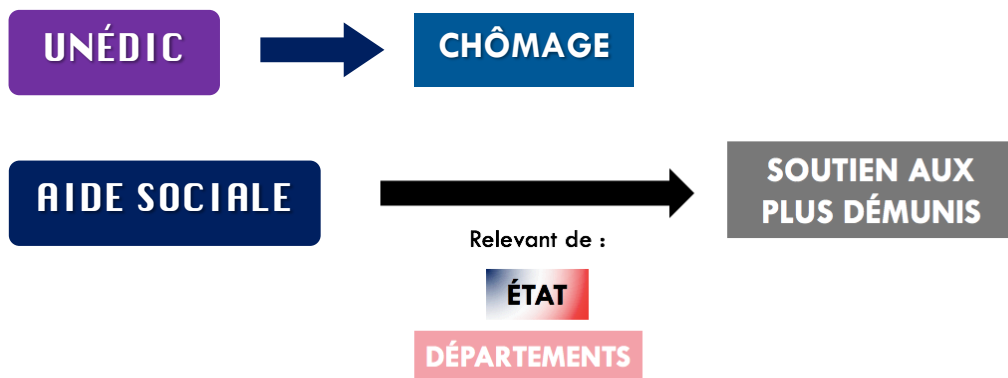 UNÉDIC
CHÔMAGE
AIDE SOCIALE
SOUTIEN AUX
PLUS DÉMUNIS
Relevant de :
ÉTAT
DÉPARTEMENTS